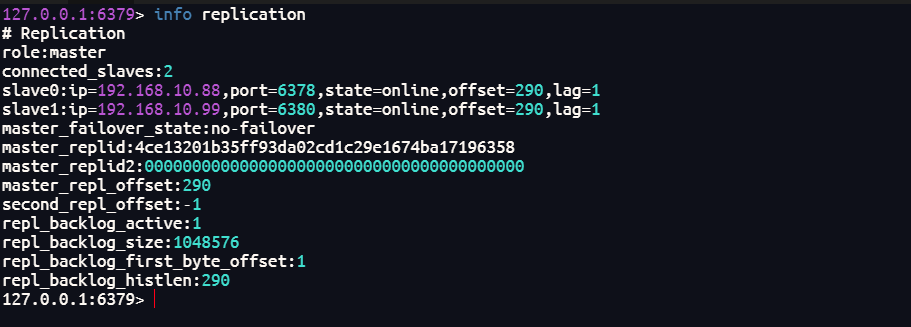 127.0.0.1:6379> info replication
# Replication
role:master
connected_slaves:2
slave0:ip=192.168.10.88,port=6378,state=online,offset=290,lag=1
slave1:ip=192.168.10.99,port=6380,state=online,offset=290,lag=1
master_failover_state:no-failover
master_replid:4ce13201b35ff93da02cd1c29e1674ba17196358
master_replid2:0000000000000000000000000000000000000000
master_repl_offset:290
second_repl_offset:-1
repl_backlog_active:1
repl_backlog_size:1048576
repl_backlog_first_byte_offset:1
repl_backlog_histlen:290
127.0.0.1:6379>